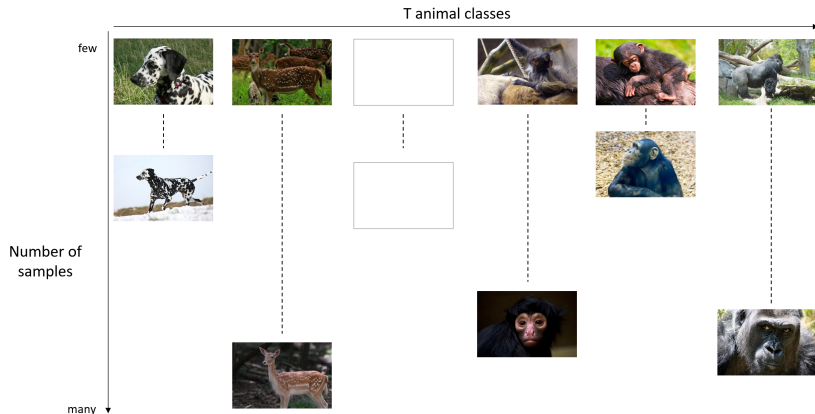 T animal classes
few
Number of
samples
many